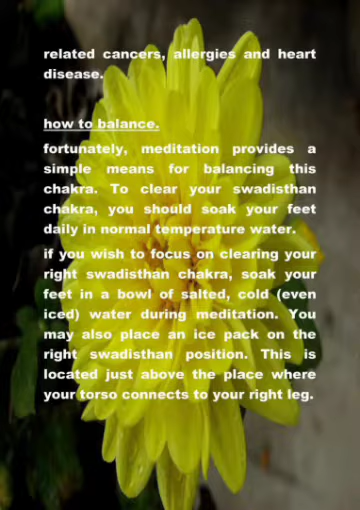 related cancers, allergies and heart
disease.
how to balance.
fortunately, meditation provides a
simple means for balancing this
chakra. To clear your swadisthan
chakra, you should soak your feet
daily in normal temperature water.
if you wish to focus on clearing your
right swadisthan chakra, soak your
feet in a bowl of salted, cold (even
iced) water during meditation. You
may also place an ice pack on the
right swadisthan position. This is
located just above the place where
your torso connects to your right leg.